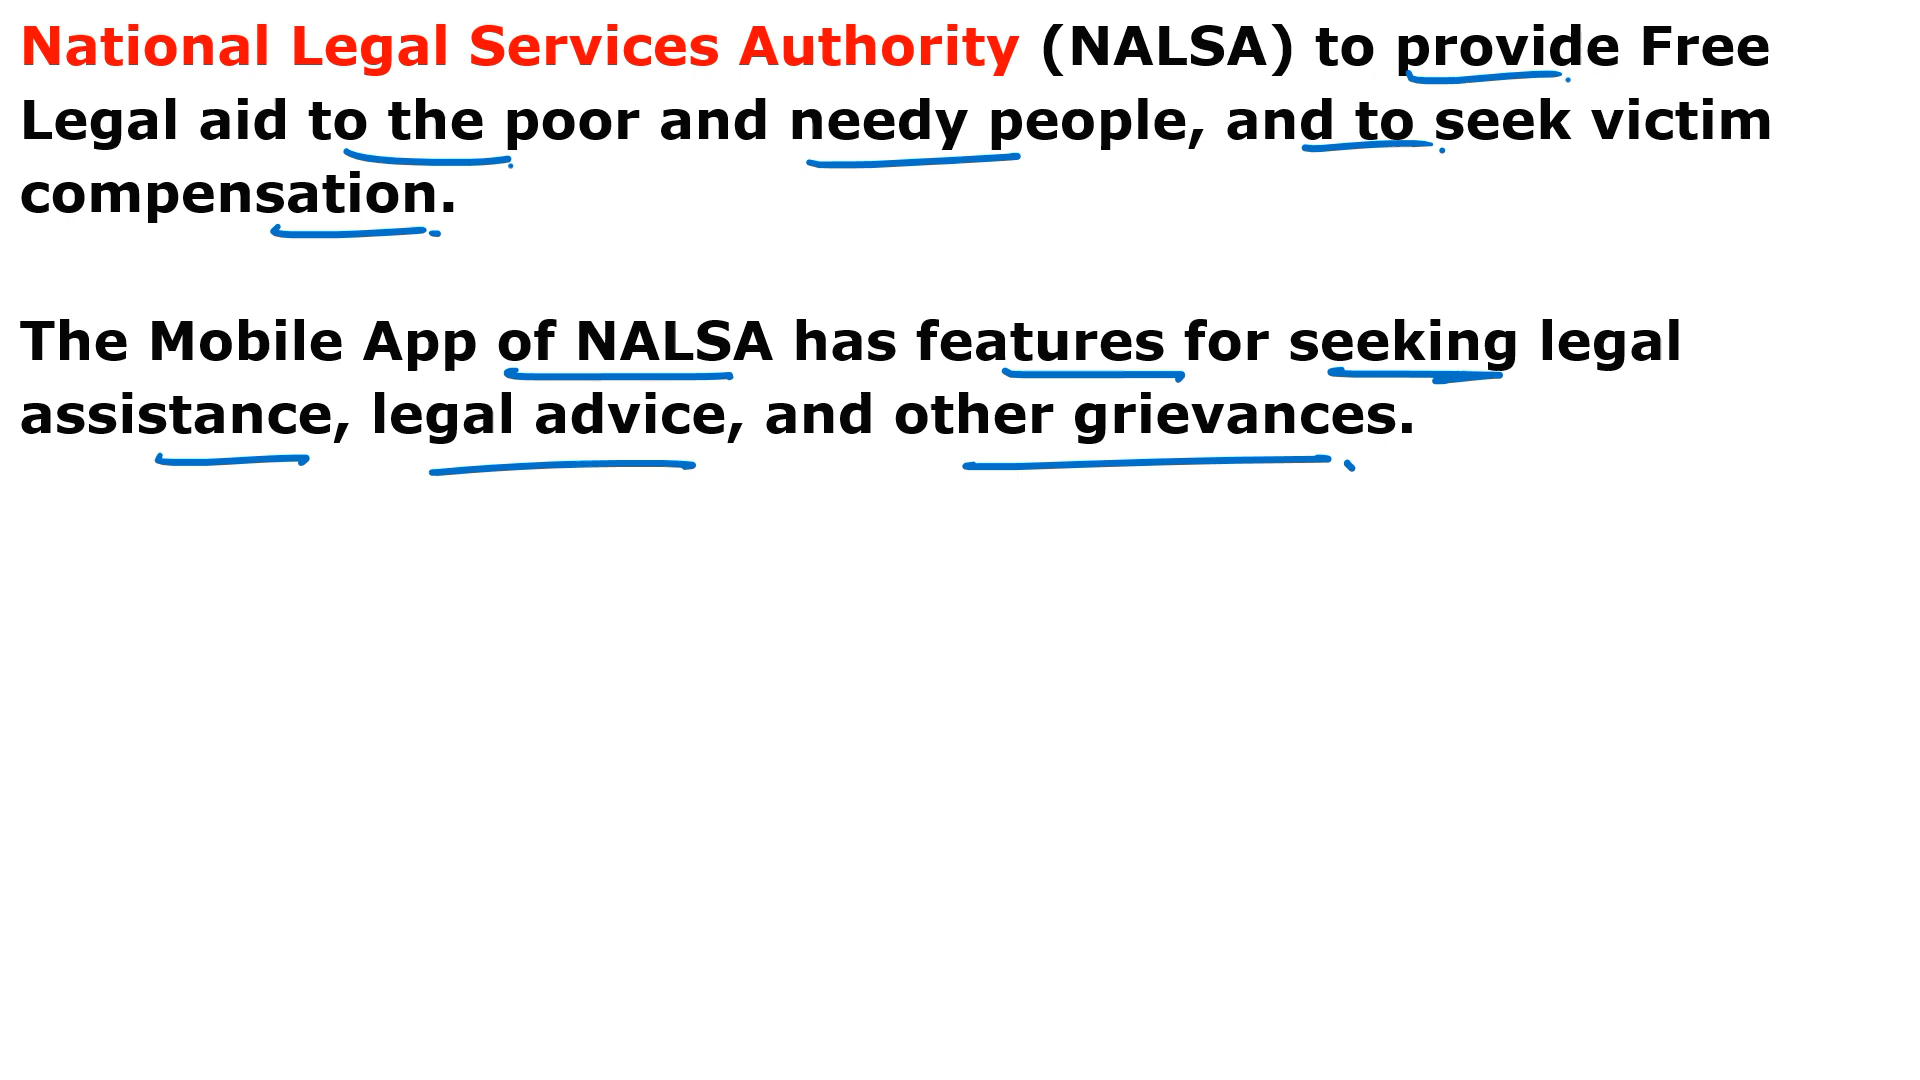 National Legal Services Authority (NALSA) to provide Free
Legal aid to the poor and needy people, and to seek victim
compensation.
The Mobile App of NALSA has features for seeking legal
assistance, legal advice, and other grievances.